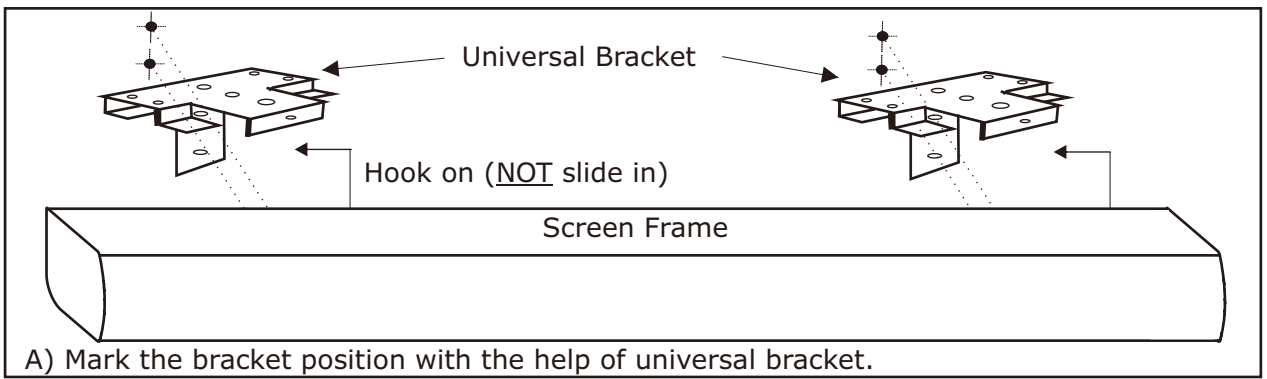 Universal Bracket
Hook on (NOT slide in)
Screen Frame
A) Mark the bracket position with the help of universal bracket.